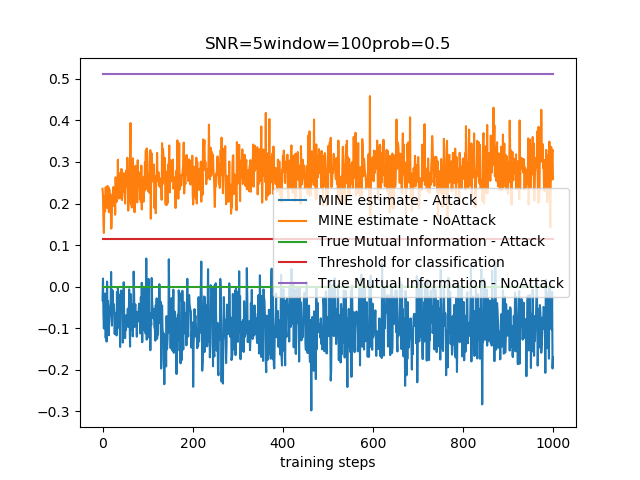 SNR=5window=100prob=0.5
0.5
0.4
0.3
0.2
0.1
0.0
−0.1
−0.2
−0.3
MINE estimate - Attack
MINE estimate - NoAttack
True Mutual Information - Attack
Threshold for classification
True Mutual Information - NoAttack
0 200 400 600 800 1000
training steps